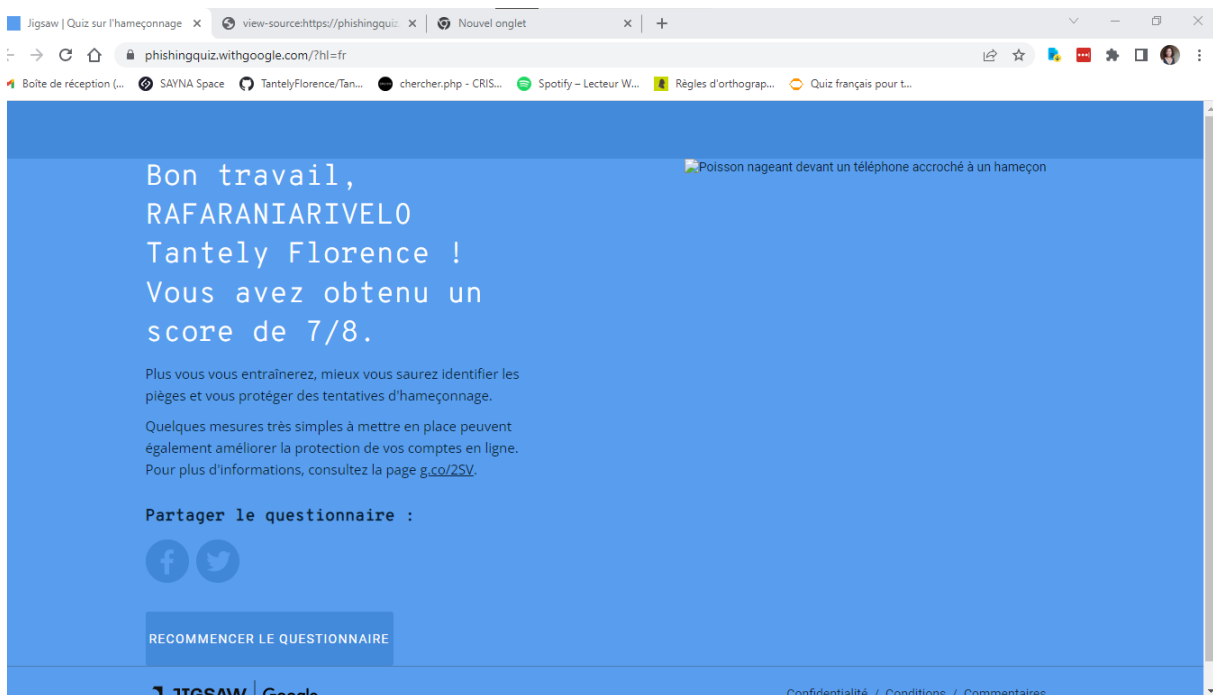 Jigsaw | Quiz sur l'hameçonnage
view-source:https://phishingquiz
Nouvel onglet
phishingquiz.withgoogle.com/?hl=fr
Boîte de réception (...
SAYNA Space
TantelyFlorence/Tan...
chercher.php - CRIS...
Spotify – Lecteur W...
Règles d'orthograp...
Quiz français pour t...
Bon travail,
RAFARANIARIVELO
Tantely Florence !
Vous avez obtenu un
score de 7/8.
Poisson nageant devant un téléphone accroché à un hameçon
Plus vous vous entraînerez, mieux vous saurez identifier les
pièges et vous protéger des tentatives d'hameçonnage.
Quelques mesures très simples à mettre en place peuvent
également améliorer la protection de vos comptes en ligne.
Pour plus d'informations, consultez la page g.co/2SV.
Partager le questionnaire :
RECOMMENCER LE QUESTIONNAIRE
JIGSAW | Google
Confidentialité / Conditions / Commentaires